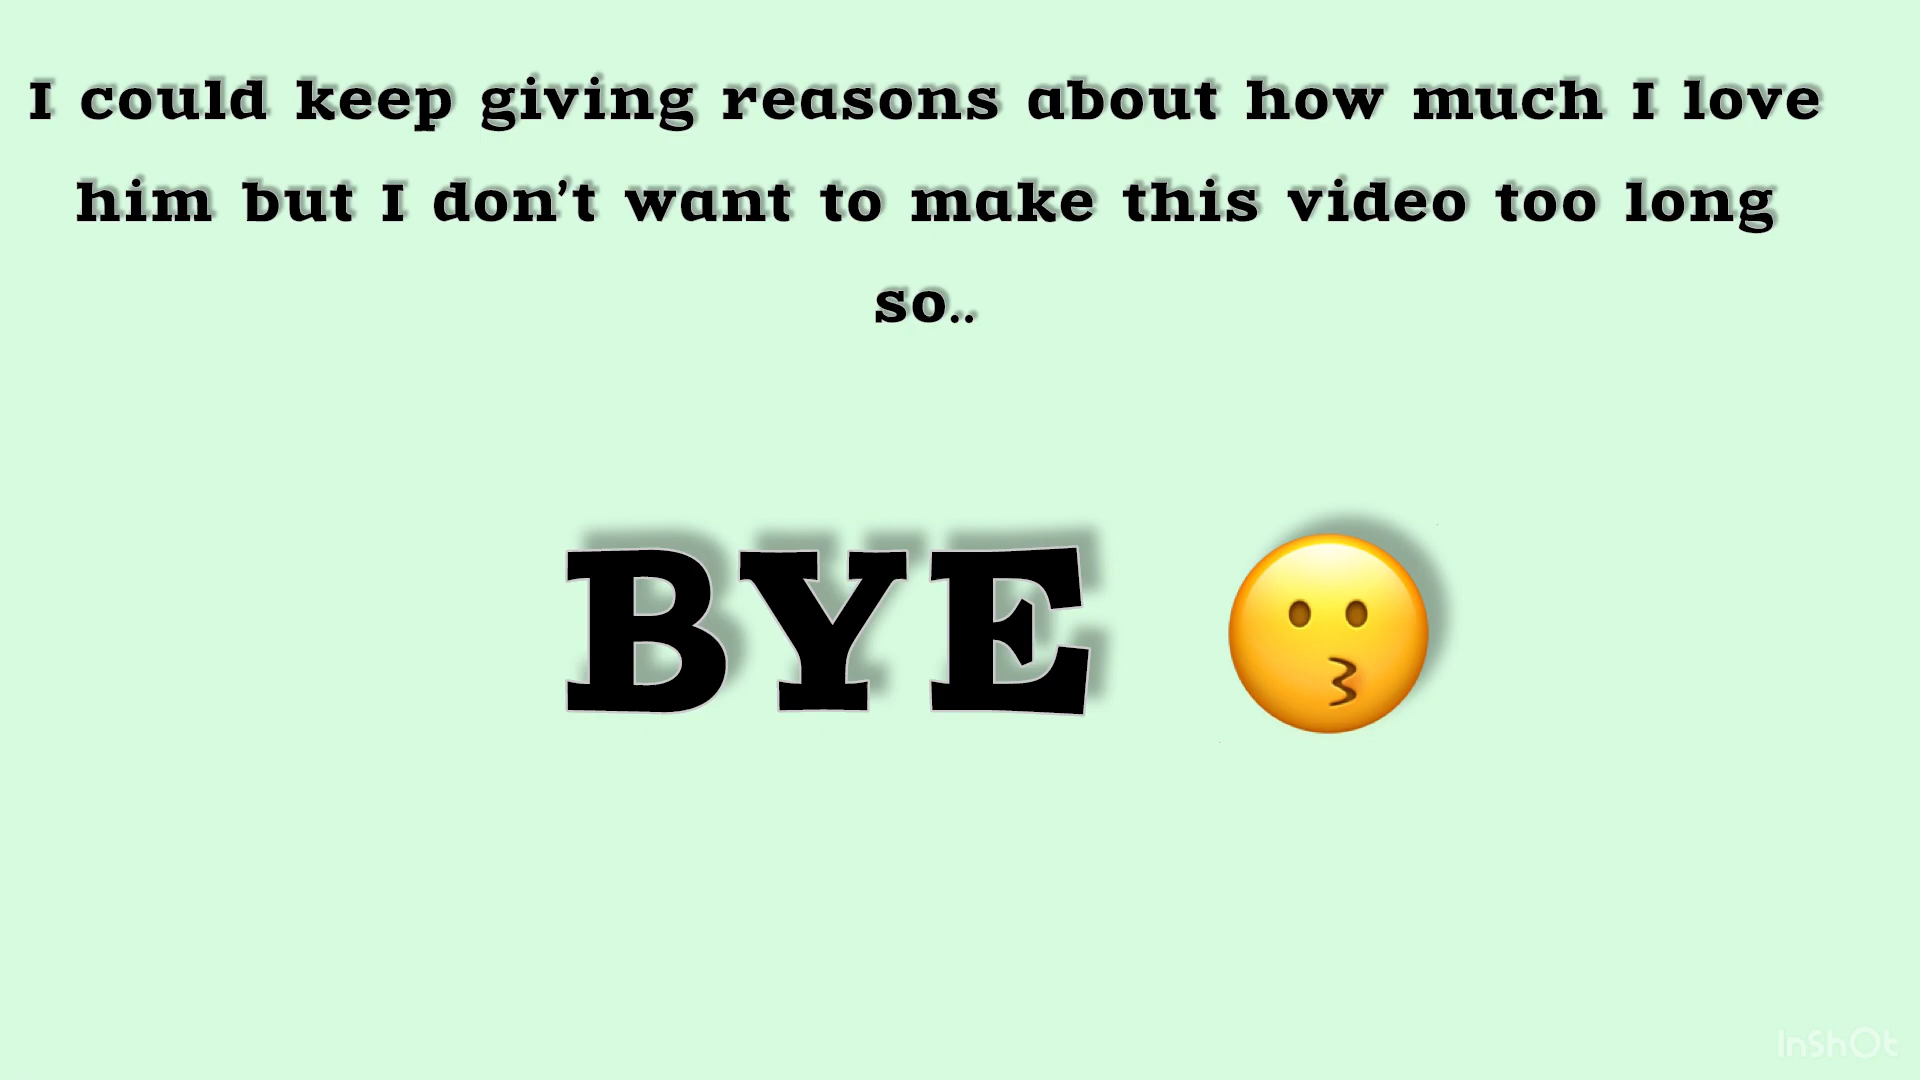 I could keep giving reasons about how much I love
him but I don't want to make this video too long
so..
BYE 😗
InShOt